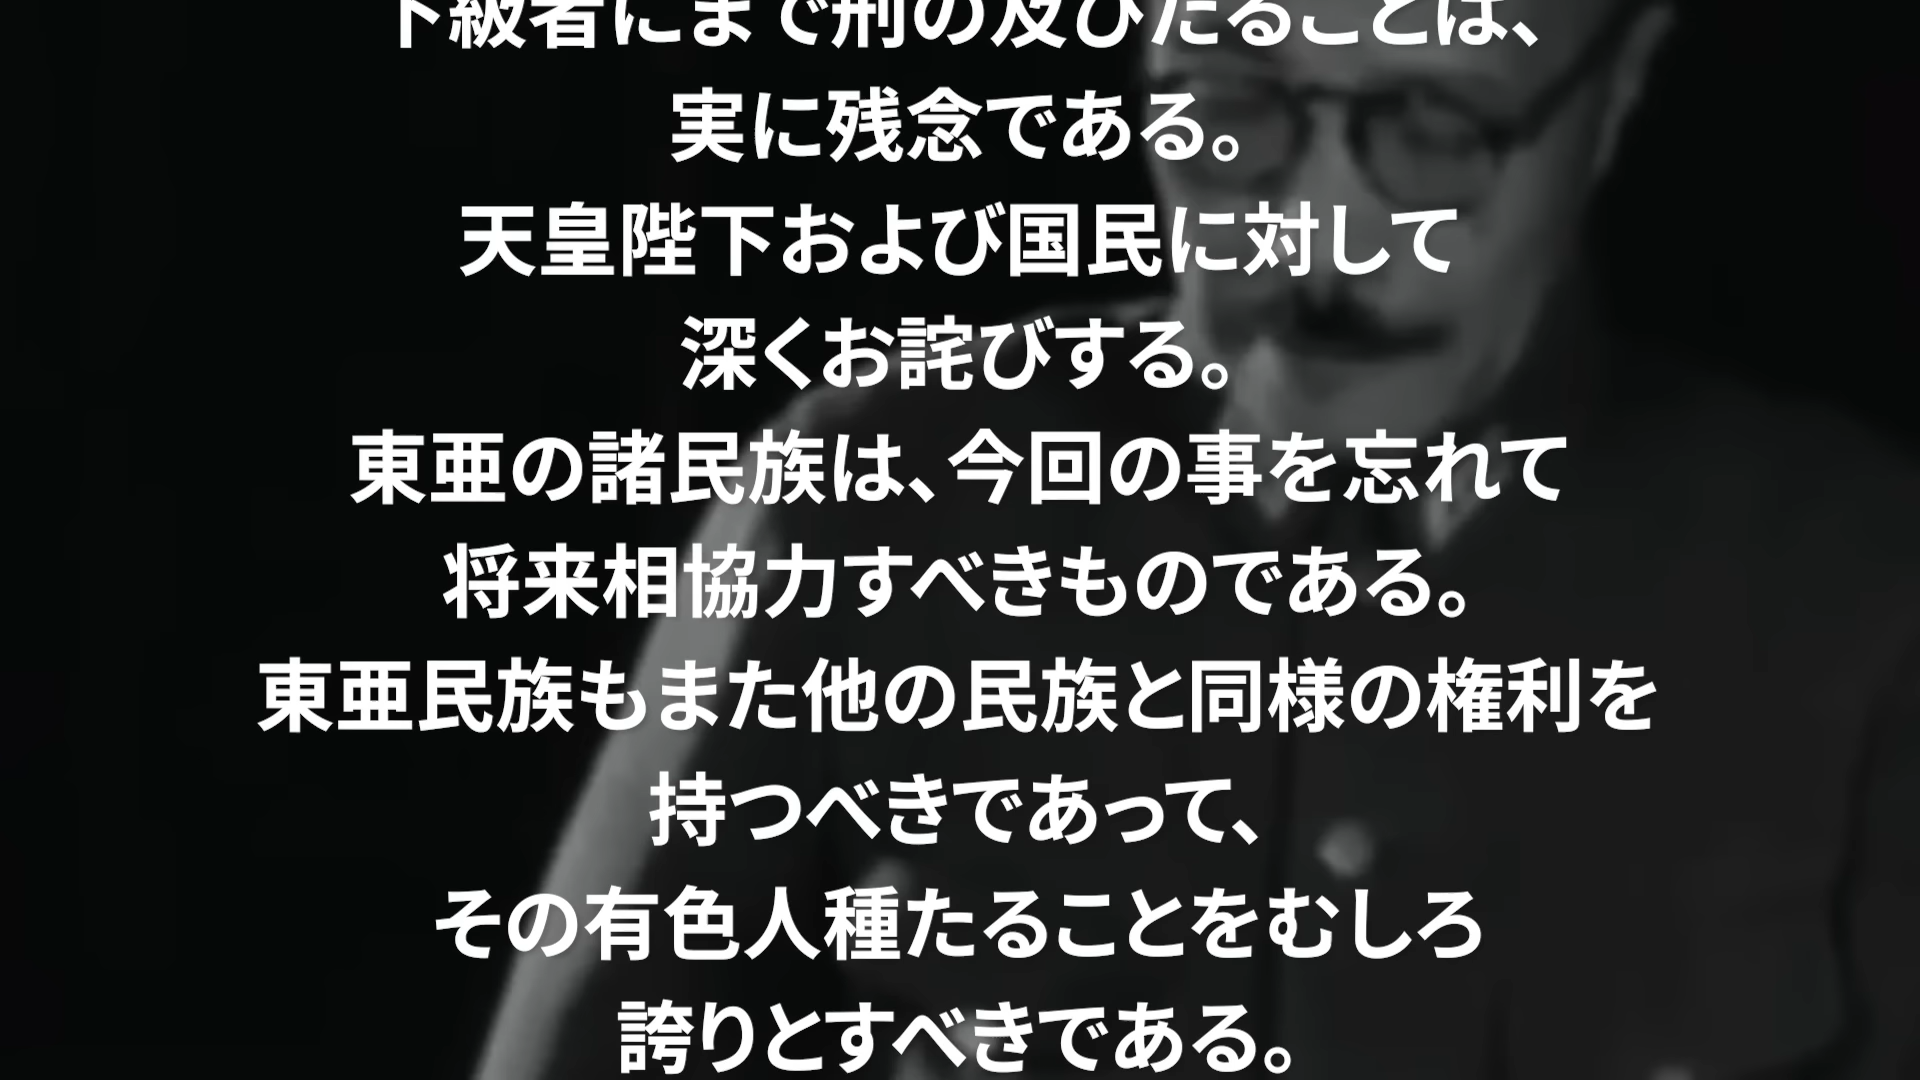 下級者にまで刑の及びたることは、
実に残念である。
天皇陛下および国民に対して
深くお詫びする。
東亜の諸民族は、今回の事を忘れて
将来相協力すべきものである。
東亜民族もまた他の民族と同様の権利を
持つべきであって、
その有色人種たることをむしろ
誇りとすべきである。